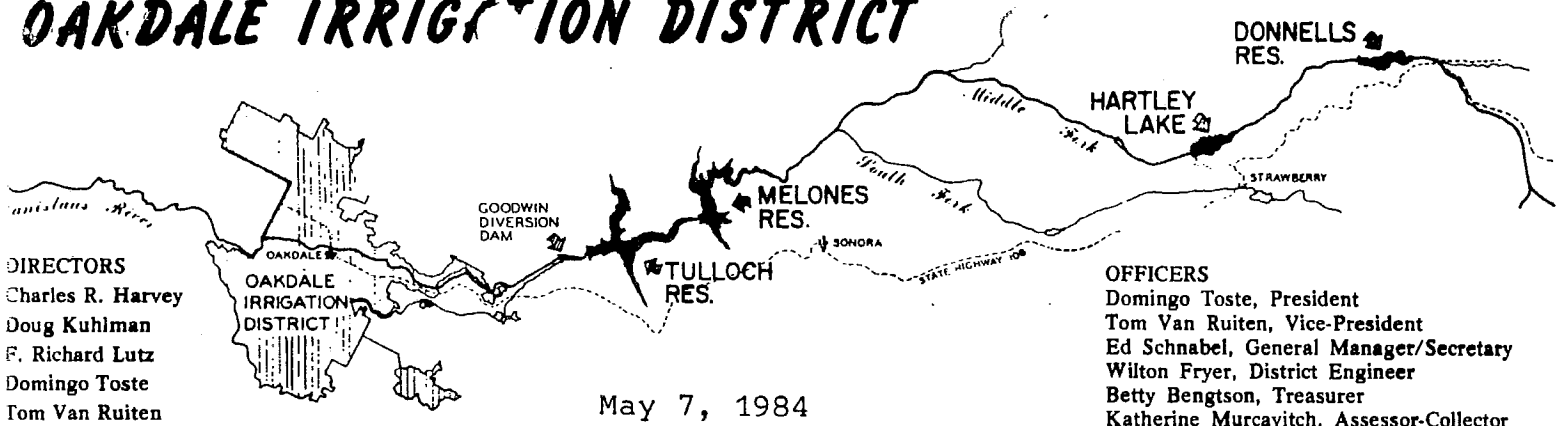 OAKDALE IRRIGATION DISTRICT
DONNELLS
RES.
HARTLEY
LAKE
Middle
Fork
STRAWBERRY
South
Fork
MELONES
RES.
SONORA
STATE HIGHWAY 108
GOODWIN
DIVERSION
DAM
TULLOCH
RES.
anislaus River
OAKDALE
OAKDALE
IRRIGATION
DISTRICT
DIRECTORS
Charles R. Harvey
Doug Kuhlman
F. Richard Lutz
Domingo Toste
Tom Van Ruiten
May 7, 1984
OFFICERS
Domingo Toste, President
Tom Van Ruiten, Vice-President
Ed Schnabel, General Manager/Secretary
Wilton Fryer, District Engineer
Betty Bengtson, Treasurer
Katherine Murcavitch, Assessor-Collector